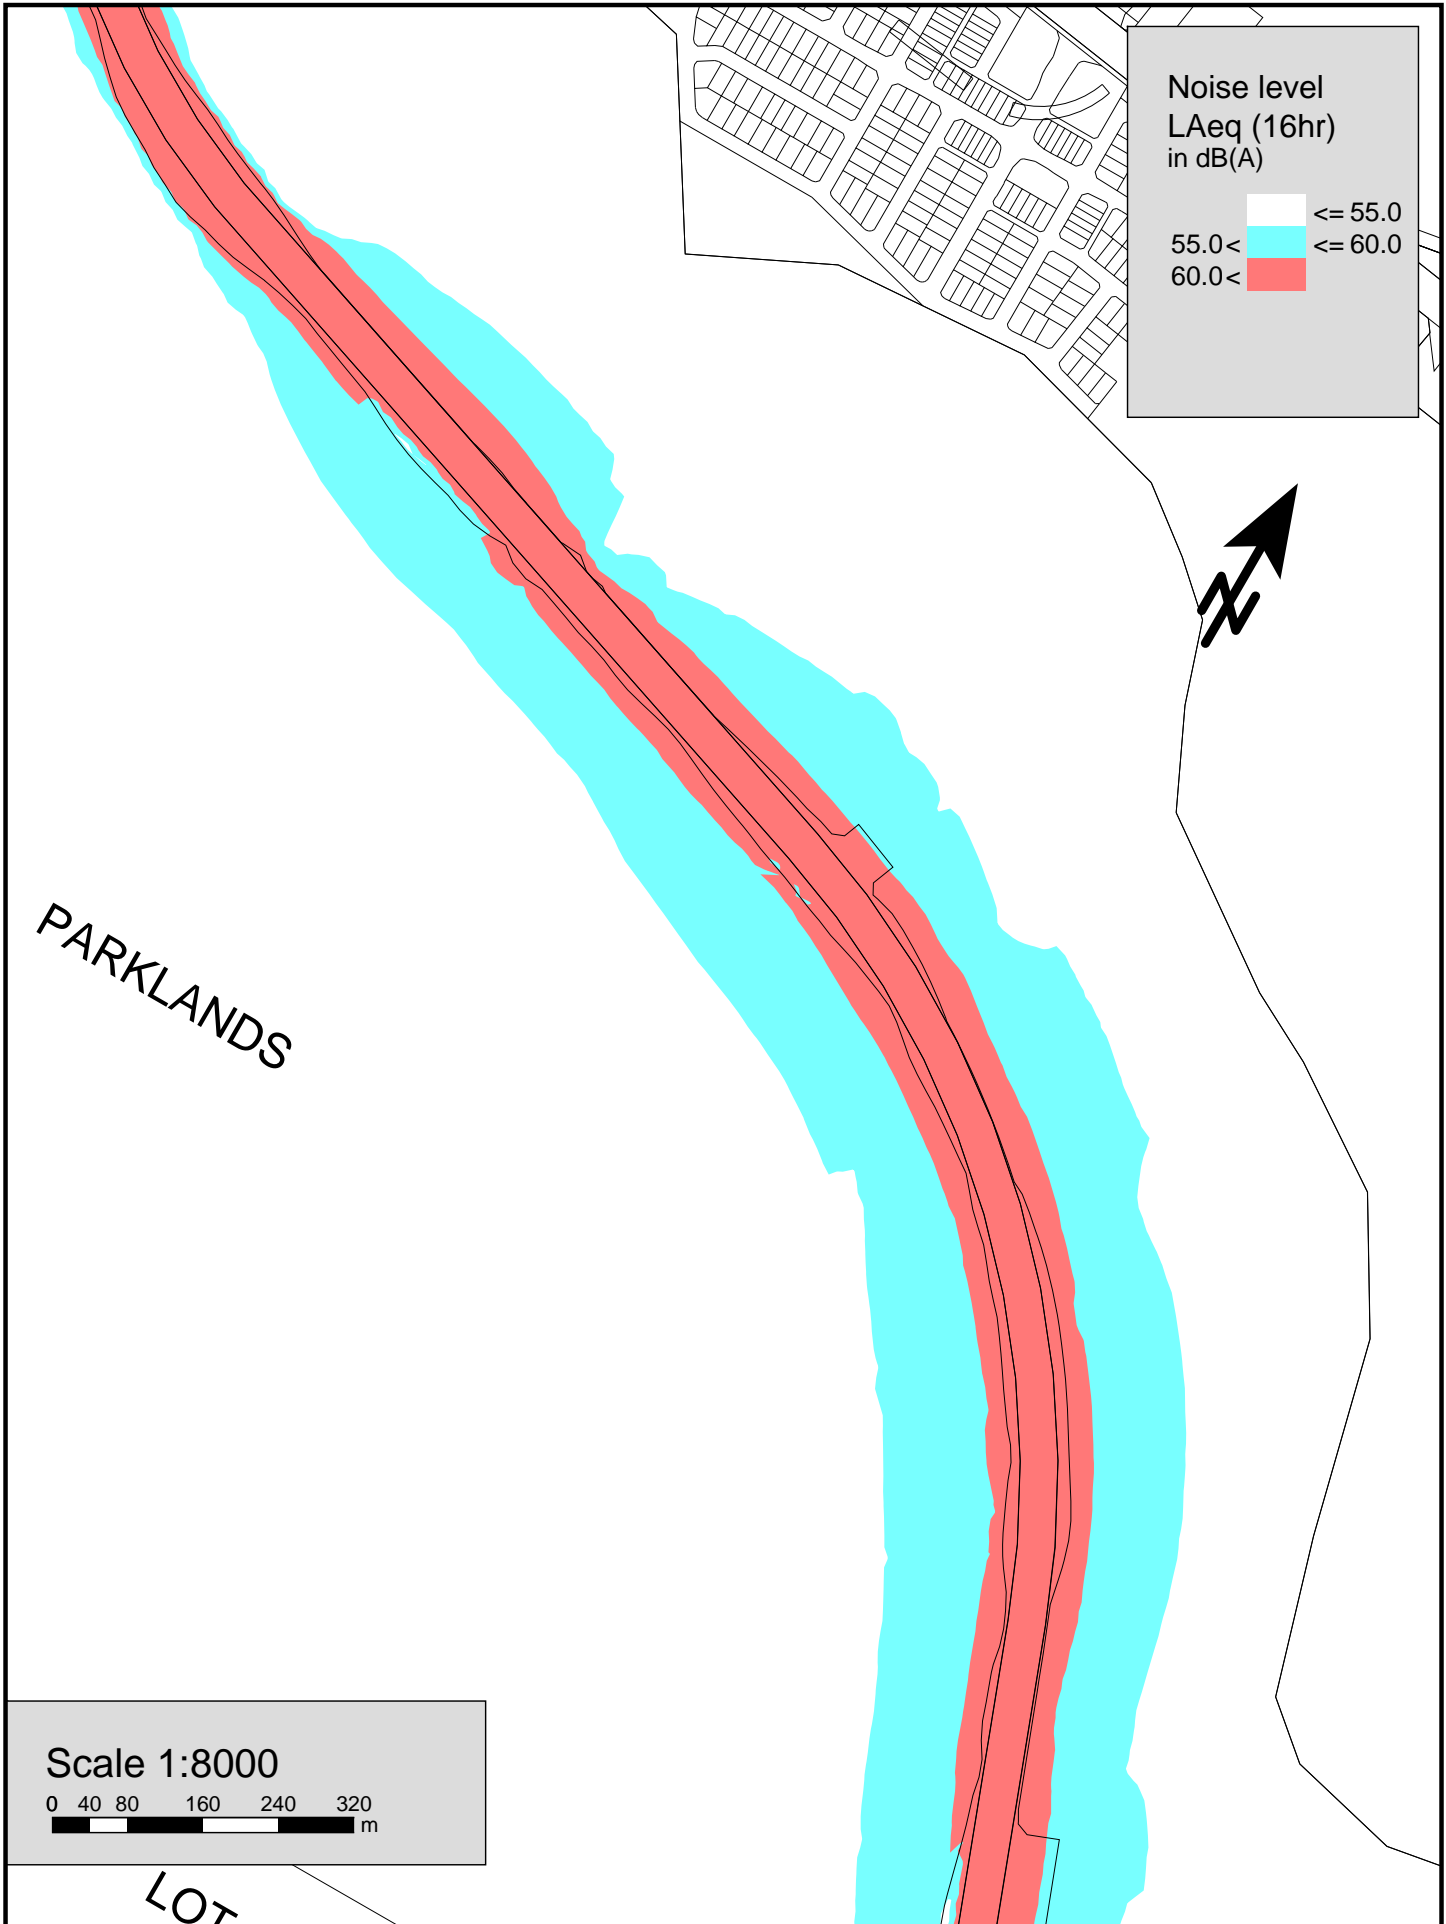 Noise level
LAeq (16hr)
in dB(A)
<= 55.0
55.0< <= 60.0
60.0<
N
PARKLANDS
Scale 1:8000
0 40 80 160 240 320
m
LOT